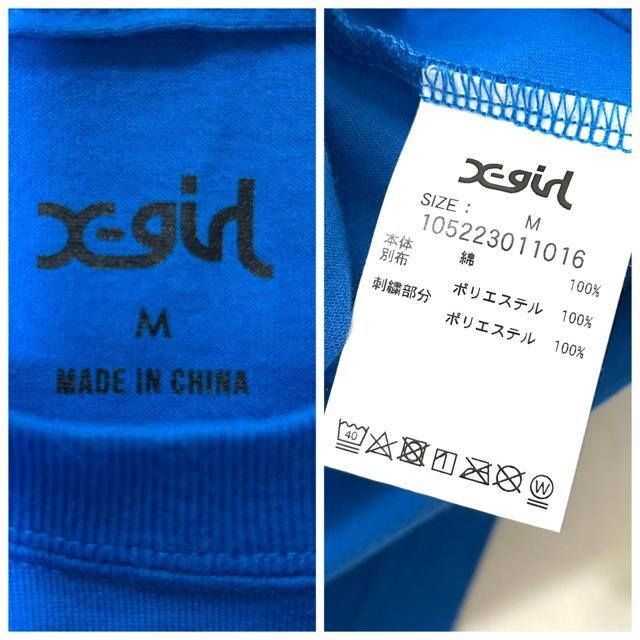 X-girl
M
MADE IN CHINA
X-girl
SIZE： M
105223011016
本体 綿 100%
別布 ポリエステル 100%
刺繍部分 ポリエステル 100%
40
W